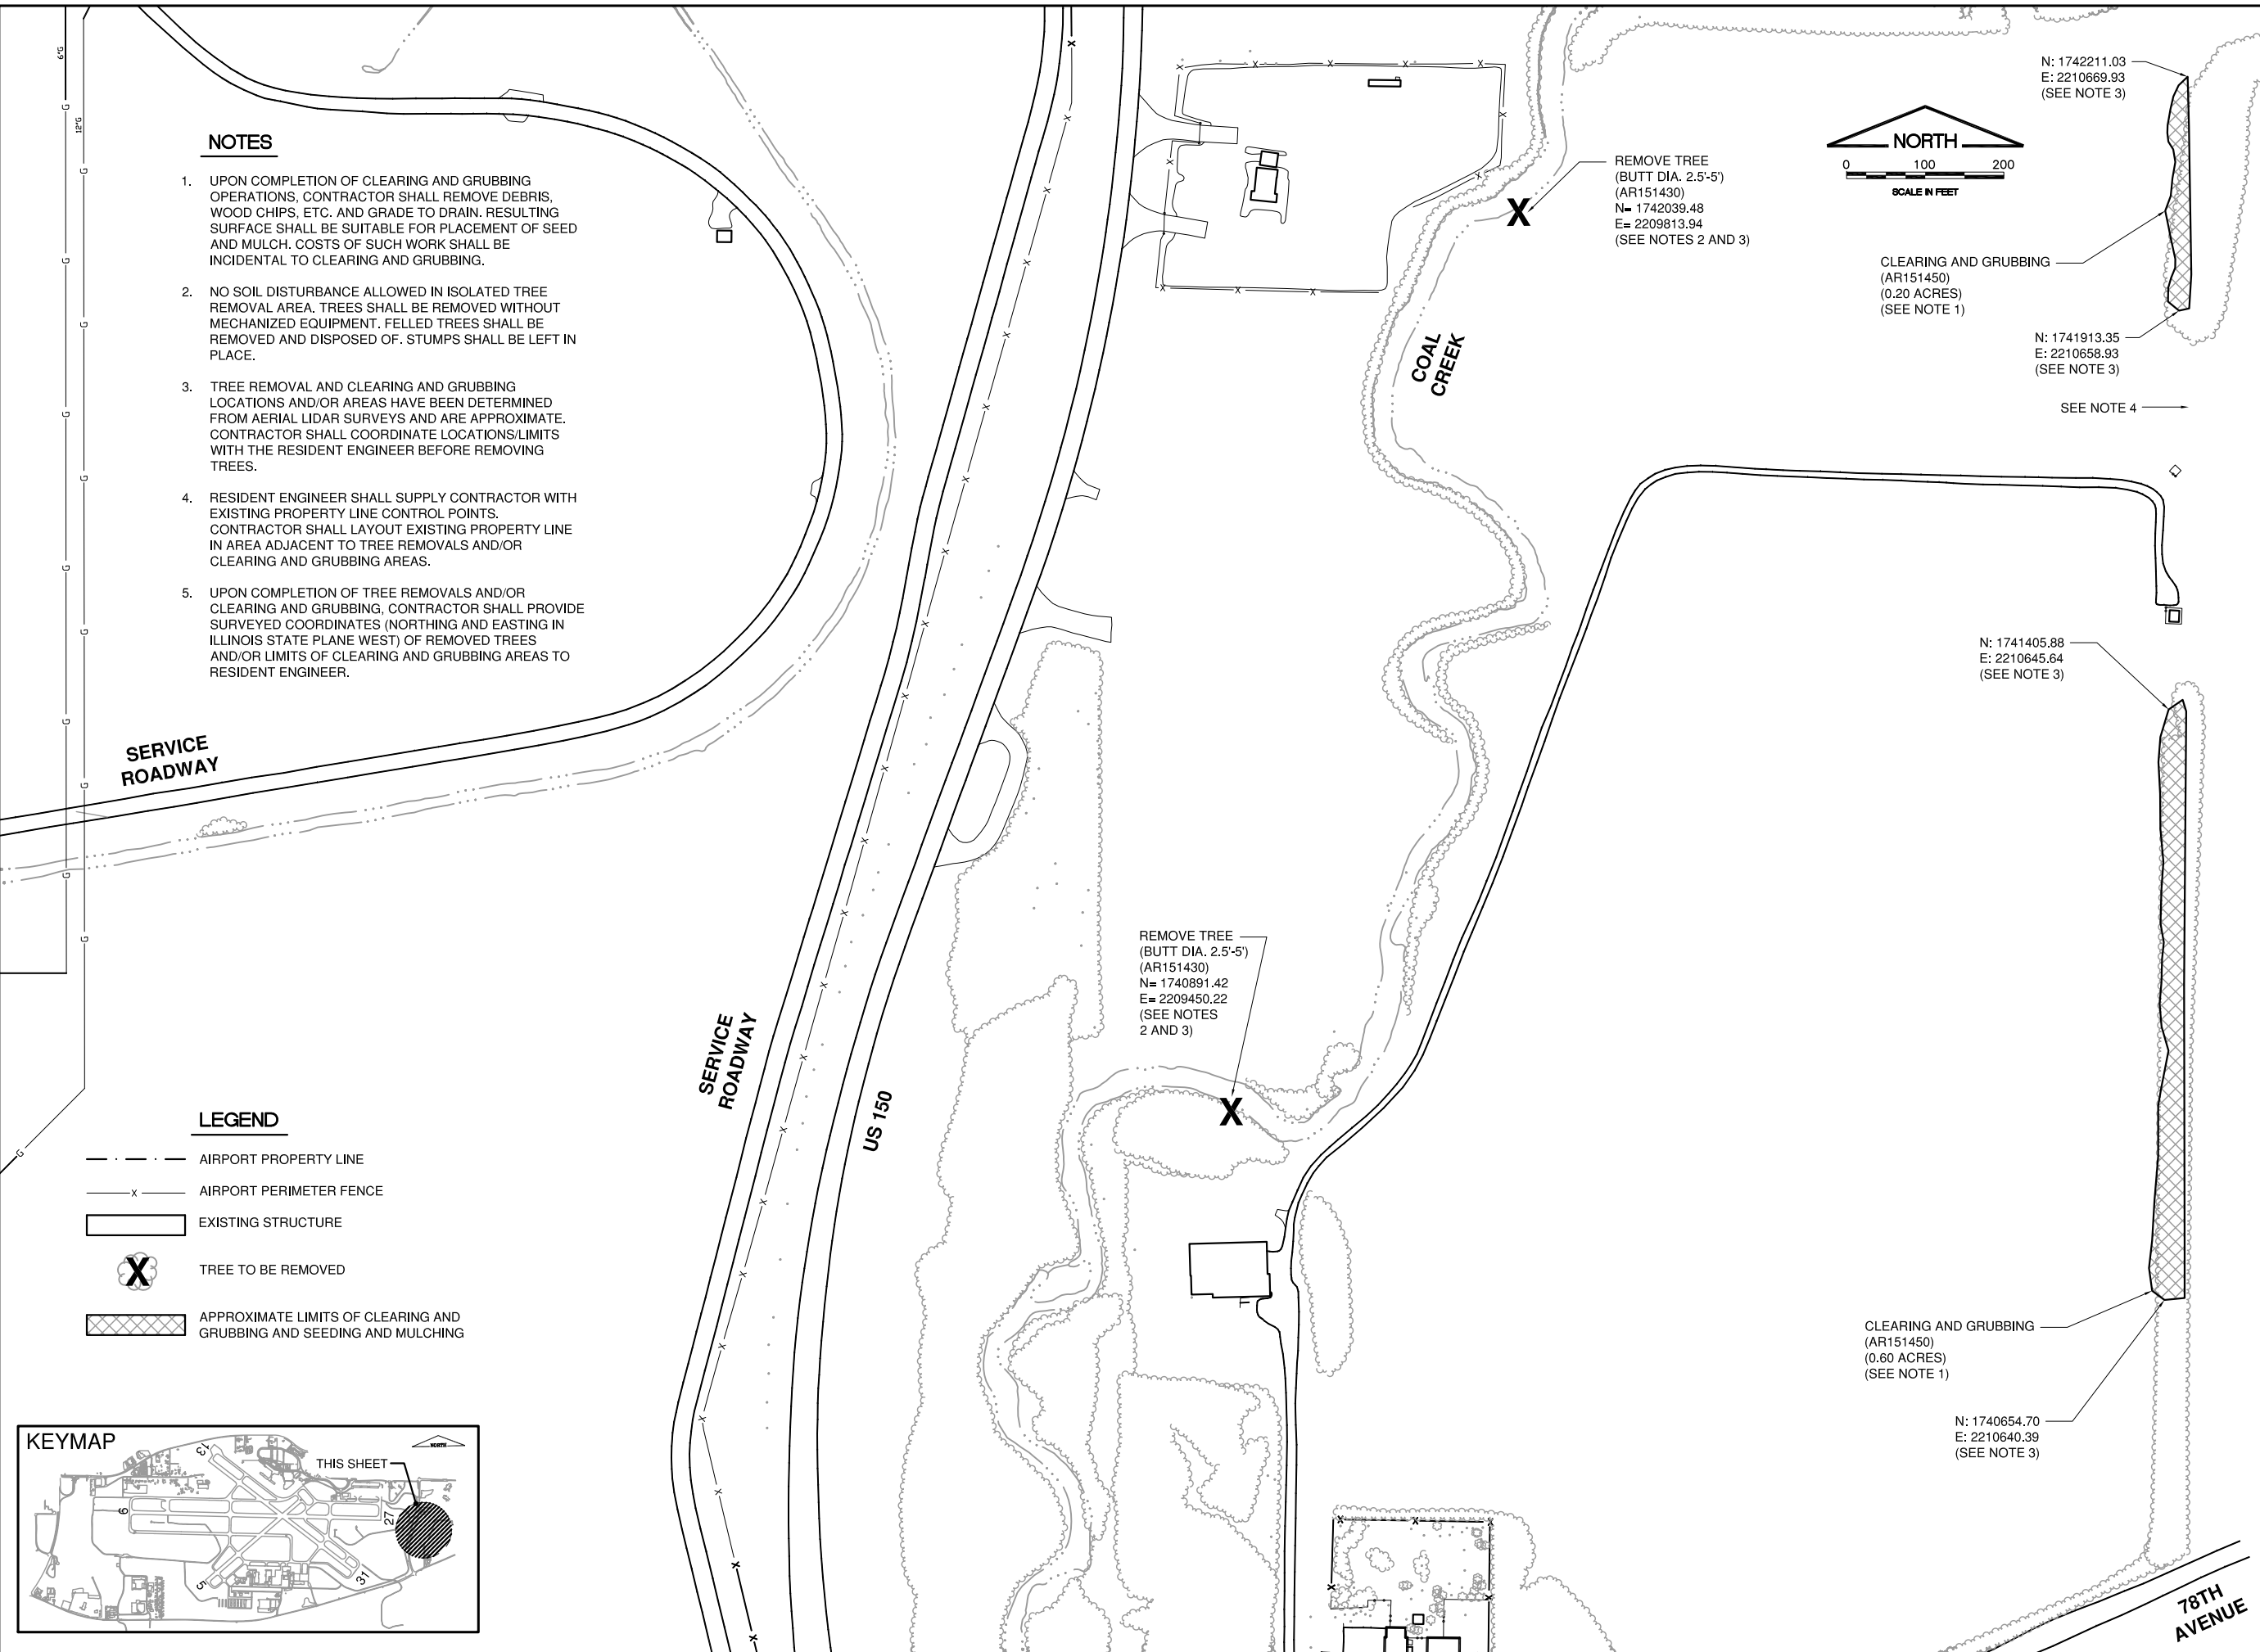 6"G
12"G
NOTES
1. UPON COMPLETION OF CLEARING AND GRUBBING
OPERATIONS, CONTRACTOR SHALL REMOVE DEBRIS,
WOOD CHIPS, ETC. AND GRADE TO DRAIN. RESULTING
SURFACE SHALL BE SUITABLE FOR PLACEMENT OF SEED
AND MULCH. COSTS OF SUCH WORK SHALL BE
INCIDENTAL TO CLEARING AND GRUBBING.
2. NO SOIL DISTURBANCE ALLOWED IN ISOLATED TREE
REMOVAL AREA. TREES SHALL BE REMOVED WITHOUT
MECHANIZED EQUIPMENT. FELLED TREES SHALL BE
REMOVED AND DISPOSED OF. STUMPS SHALL BE LEFT IN
PLACE.
3. TREE REMOVAL AND CLEARING AND GRUBBING
LOCATIONS AND/OR AREAS HAVE BEEN DETERMINED
FROM AERIAL LIDAR SURVEYS AND ARE APPROXIMATE.
CONTRACTOR SHALL COORDINATE LOCATIONS/LIMITS
WITH THE RESIDENT ENGINEER BEFORE REMOVING
TREES.
4. RESIDENT ENGINEER SHALL SUPPLY CONTRACTOR WITH
EXISTING PROPERTY LINE CONTROL POINTS.
CONTRACTOR SHALL LAYOUT EXISTING PROPERTY LINE
IN AREA ADJACENT TO TREE REMOVALS AND/OR
CLEARING AND GRUBBING AREAS.
5. UPON COMPLETION OF TREE REMOVALS AND/OR
CLEARING AND GRUBBING, CONTRACTOR SHALL PROVIDE
SURVEYED COORDINATES (NORTHING AND EASTING IN
ILLINOIS STATE PLANE WEST) OF REMOVED TREES
AND/OR LIMITS OF CLEARING AND GRUBBING AREAS TO
RESIDENT ENGINEER.
REMOVE TREE
(BUTT DIA. 2.5'-5')
(AR151430)
N= 1742039.48
E= 2209813.94
(SEE NOTES 2 AND 3)
X
NORTH
0 100 200
SCALE IN FEET
N: 1742211.03
E: 2210669.93
(SEE NOTE 3)
CLEARING AND GRUBBING
(AR151450)
(0.20 ACRES)
(SEE NOTE 1)
N: 1741913.35
E: 2210658.93
(SEE NOTE 3)
SEE NOTE 4
COAL
CREEK
N: 1741405.88
E: 2210645.64
(SEE NOTE 3)
SERVICE
ROADWAY
REMOVE TREE
(BUTT DIA. 2.5'-5')
(AR151430)
N= 1740891.42
E= 2209450.22
(SEE NOTES
2 AND 3)
X
SERVICE
ROADWAY
US 150
CLEARING AND GRUBBING
(AR151450)
(0.60 ACRES)
(SEE NOTE 1)
N: 1740654.70
E: 2210640.39
(SEE NOTE 3)
78TH
AVENUE
LEGEND
AIRPORT PROPERTY LINE
X AIRPORT PERIMETER FENCE
EXISTING STRUCTURE
X TREE TO BE REMOVED
APPROXIMATE LIMITS OF CLEARING AND
GRUBBING AND SEEDING AND MULCHING
KEYMAP
NORTH
THIS SHEET
13
9
27
5
31